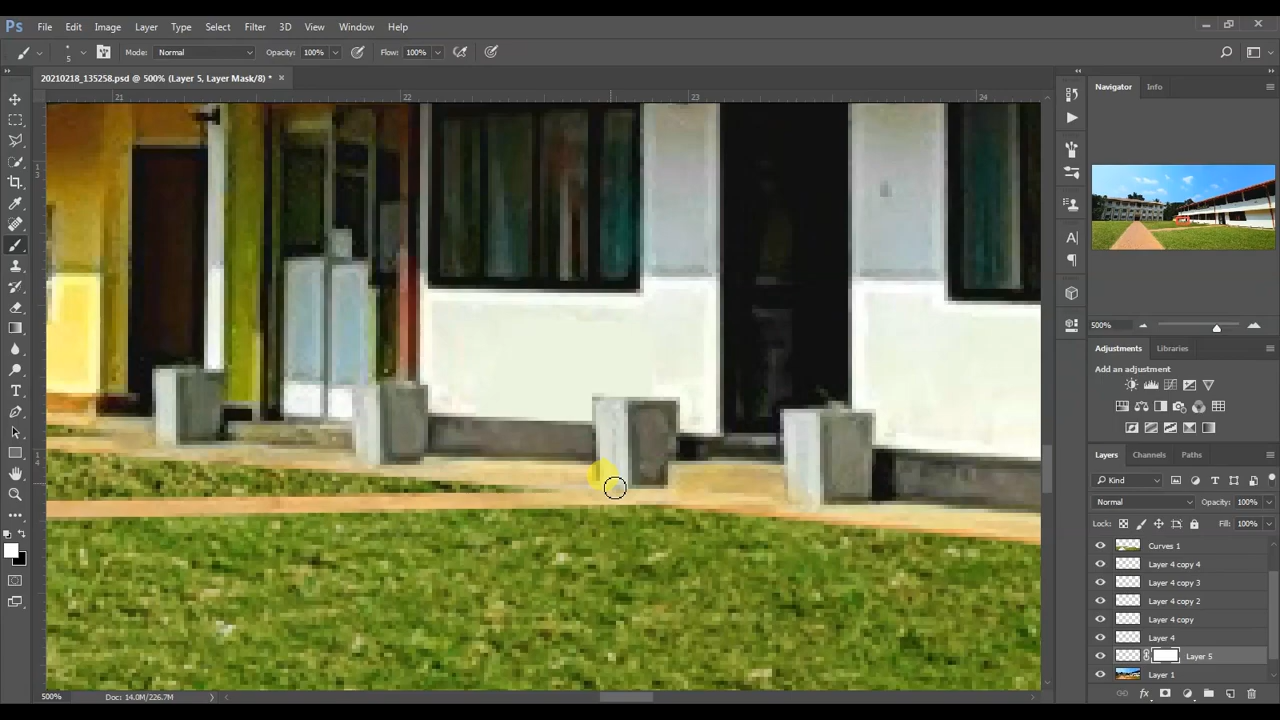 Ps File Edit Image Layer Type Select Filter 3D View Window Help
5 Mode: Normal Opacity: 100% Flow: 100%
20210218_135258.psd @ 500% (Layer 5, Layer Mask/8) *
Navigator Info
21 22 23 24
13
14
500%
Adjustments Libraries
Add an adjustment
Layers Channels Paths
Kind
Normal Opacity: 100%
Lock: Fill: 100%
Curves 1
Layer 4 copy 4
Layer 4 copy 3
Layer 4 copy 2
Layer 4 copy
Layer 4
Layer 5
Layer 1
500% Doc: 14.0M/226.7M
fx